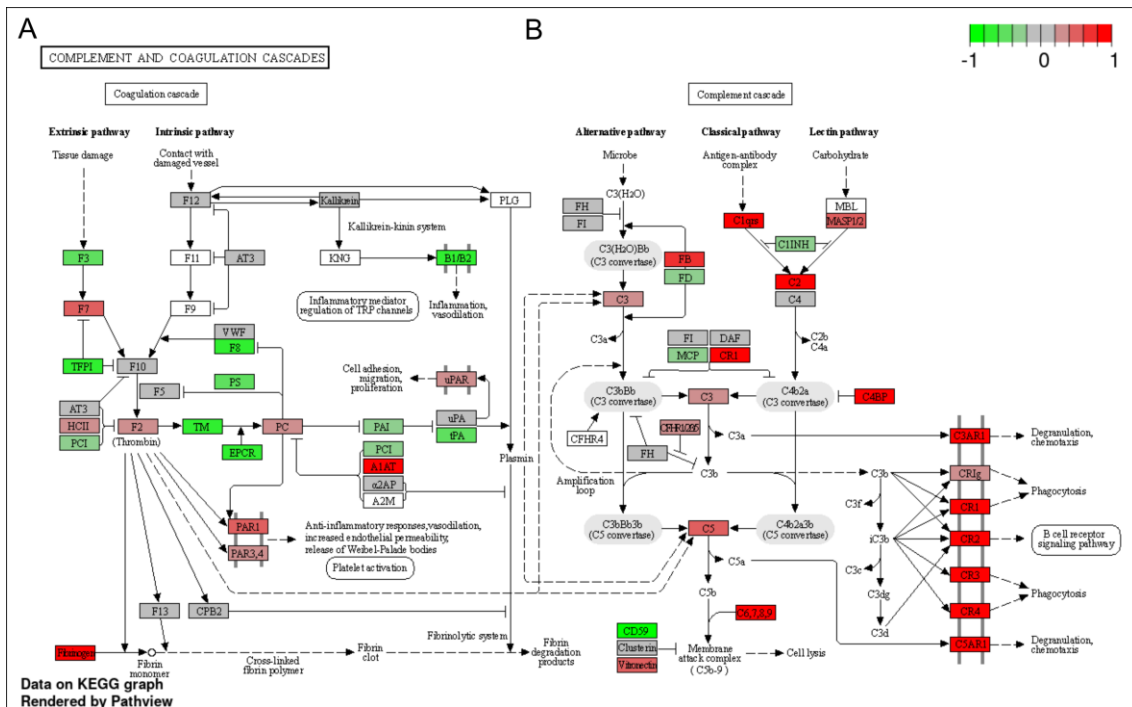 A
B
COMPLEMENT AND COAGULATION CASCADES
-1
0
1
Coagulation cascade
Extrinsic pathway
Intrinsic pathway
Tissue damage
Contact with
damaged vessel
F12
Kallikrein
PLG
Kallikrein-kinin system
F3
F11
AT3
KNG
B1/B2
F7
F9
Inflammatory mediator
regulation of TRP channels
Inflammation,
vasodilation
VWF
F8
TFPI
F10
Cell adhesion,
migration,
proliferation
uPAR
F5
PS
AT3
HCII
PCI
F2
(Thrombin)
TM
PC
PAI
uPA
tPA
EPCR
PCI
A1AT
α2AP
A2M
Plasmin
PAR1
PAR3,4
Anti-inflammatory responses, vasodilation,
increased endothelial permeability,
release of Weibel-Palade bodies
Platelet activation
F13
CPB2
Fibrinolytic system
Fibrinogen
Fibrin
monomer
Cross-linked
fibrin polymer
Fibrin
clot
Fibrin
degradation
products
Data on KEGG graph
Rendered by Pathview
Complement cascade
Alternative pathway
Classical pathway
Lectin pathway
Microbe
Antigen-antibody
complex
Carbohydrate
C3(H2O)
FH
FI
C1qrs
MBL
MASP1/2
C1INH
C3(H2O)Bb
(C3 convertase)
FB
FD
C2
C4
C3
C3a
FI
DAF
MCP
CR1
C2b
C4a
C3bBb
(C3 convertase)
C3
C4b2a
(C3 convertase)
C4BP
CFHR4
CFHR1235
FH
C3a
C3AR1
Degranulation,
chemotaxis
C3b
Amplification
loop
C3b
CRIg
Phagocytosis
C3f
CR1
C3bBb3b
(C5 convertase)
C5
C4b2a3b
(C5 convertase)
iC3b
CR2
B cell receptor
signaling pathway
C5a
C3c
CR3
C3dg
Phagocytosis
C5b
CR4
C6,7,8,9
C3d
CD59
Clusterin
Vitronectin
Membrane
attack complex
(C5b-9)
Cell lysis
C5AR1
Degranulation,
chemotaxis